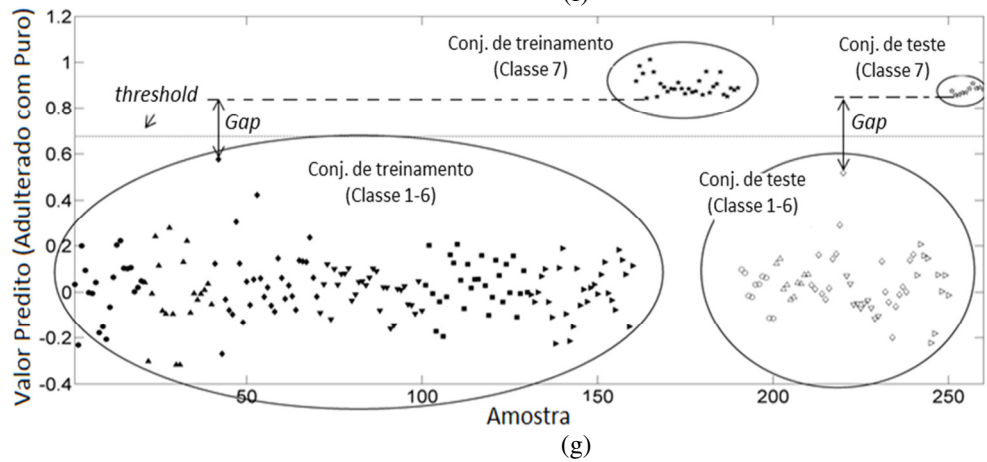 (f)
Valor Predito (Adulterado com Puro)
1.2
1
0.8
0.6
0.4
0.2
0
-0.2
-0.4
Conj. de treinamento
(Classe 7)
Conj. de teste
(Classe 7)
threshold
Gap
Gap
Conj. de treinamento
(Classe 1-6)
Conj. de teste
(Classe 1-6)
50
100
150
200
250
Amostra
(g)